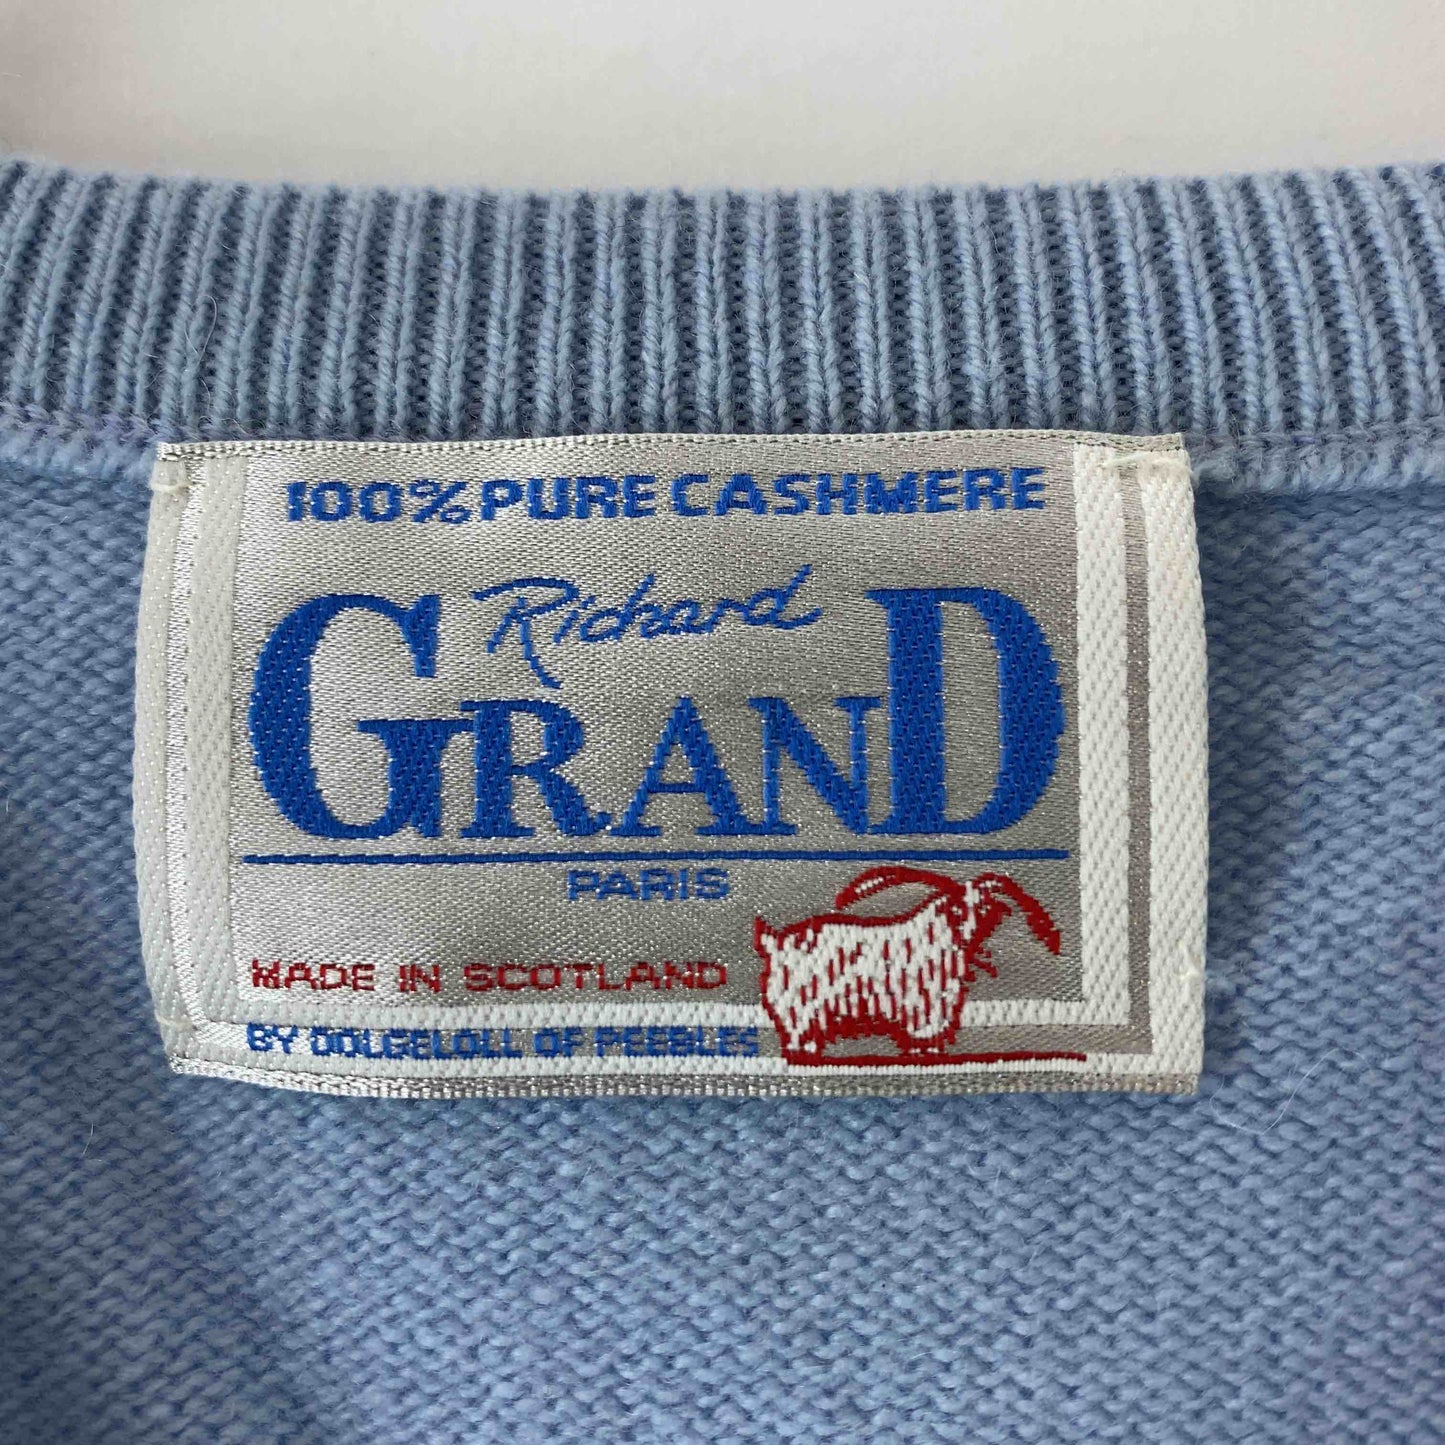 100% PURE CASHMERE
Richard
GRAND
PARIS
MADE IN SCOTLAND
BY DOLGELOLL OF PEEBLES